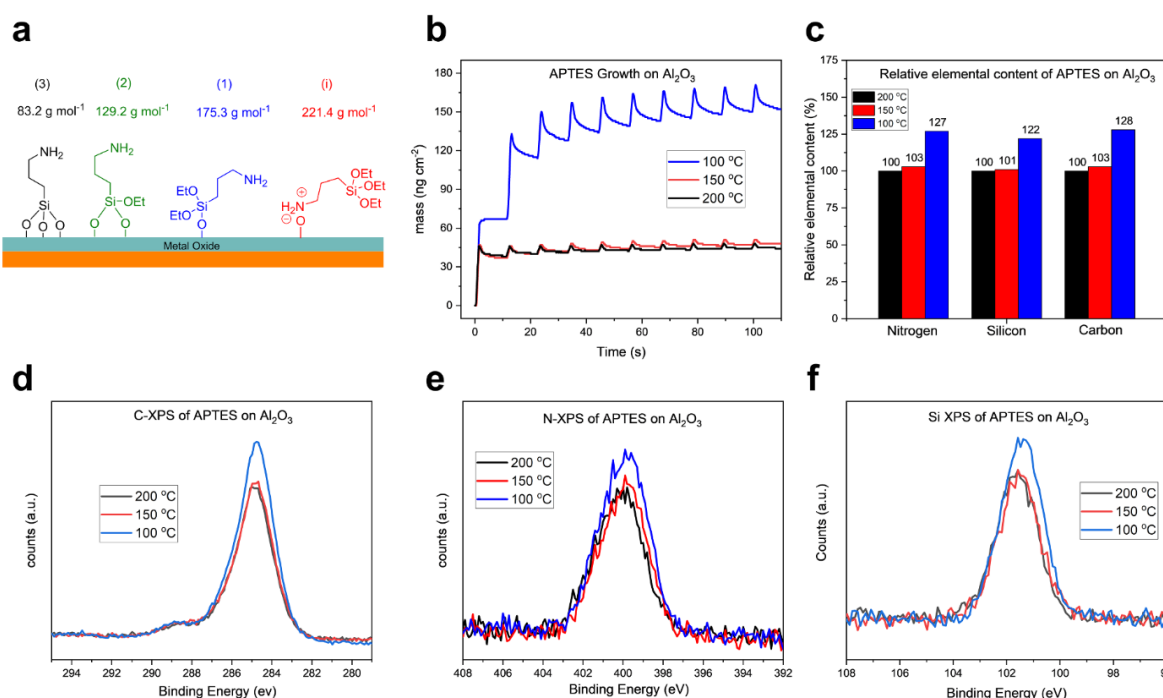 a
(3)
(2)
(1)
(i)
83.2 g mol⁻¹
129.2 g mol⁻¹
175.3 g mol⁻¹
221.4 g mol⁻¹
NH₂
Si
O
O
O
NH₂
Si
OEt
O
O
NH₂
EtO
Si
EtO
O
OEt
OEt
Si
OEt
⊕
H₂N
⊖
O
Metal Oxide
b
APTES Growth on Al₂O₃
mass (ng cm⁻²)
180
150
120
90
60
30
0
100 °C
150 °C
200 °C
0
20
40
60
80
100
Time (s)
c
Relative elemental content of APTES on Al₂O₃
Relative elemental content (%)
150
125
100
75
50
25
0
200 °C
150 °C
100 °C
100
103
127
100
101
122
100
103
128
Nitrogen
Silicon
Carbon
d
C-XPS of APTES on Al₂O₃
counts (a.u.)
200 °C
150 °C
100 °C
294
292
290
288
286
284
282
280
Binding Energy (ev)
e
N-XPS of APTES on Al₂O₃
counts (a.u.)
200 °C
150 °C
100 °C
408
406
404
402
400
398
396
394
392
Binding Energy (eV)
f
Si XPS of APTES on Al₂O₃
Counts (a.u.)
200 °C
150 °C
100 °C
108
106
104
102
100
98
Binding Energy (eV)